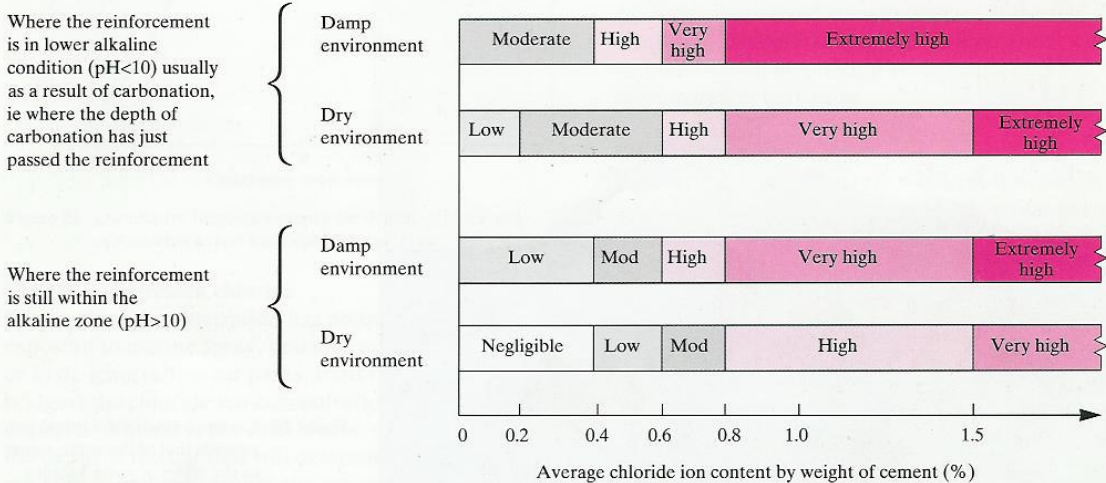 Where the reinforcement
is in lower alkaline
condition (pH<10) usually
as a result of carbonation,
ie where the depth of
carbonation has just
passed the reinforcement
Damp
environment
Moderate
High
Very
high
Extremely high
Dry
environment
Low
Moderate
High
Very high
Extremely
high
Where the reinforcement
is still within the
alkaline zone (pH>10)
Damp
environment
Low
Mod
High
Very high
Extremely
high
Dry
environment
Negligible
Low
Mod
High
Very high
0 0.2 0.4 0.6 0.8 1.0 1.5
Average chloride ion content by weight of cement (%)